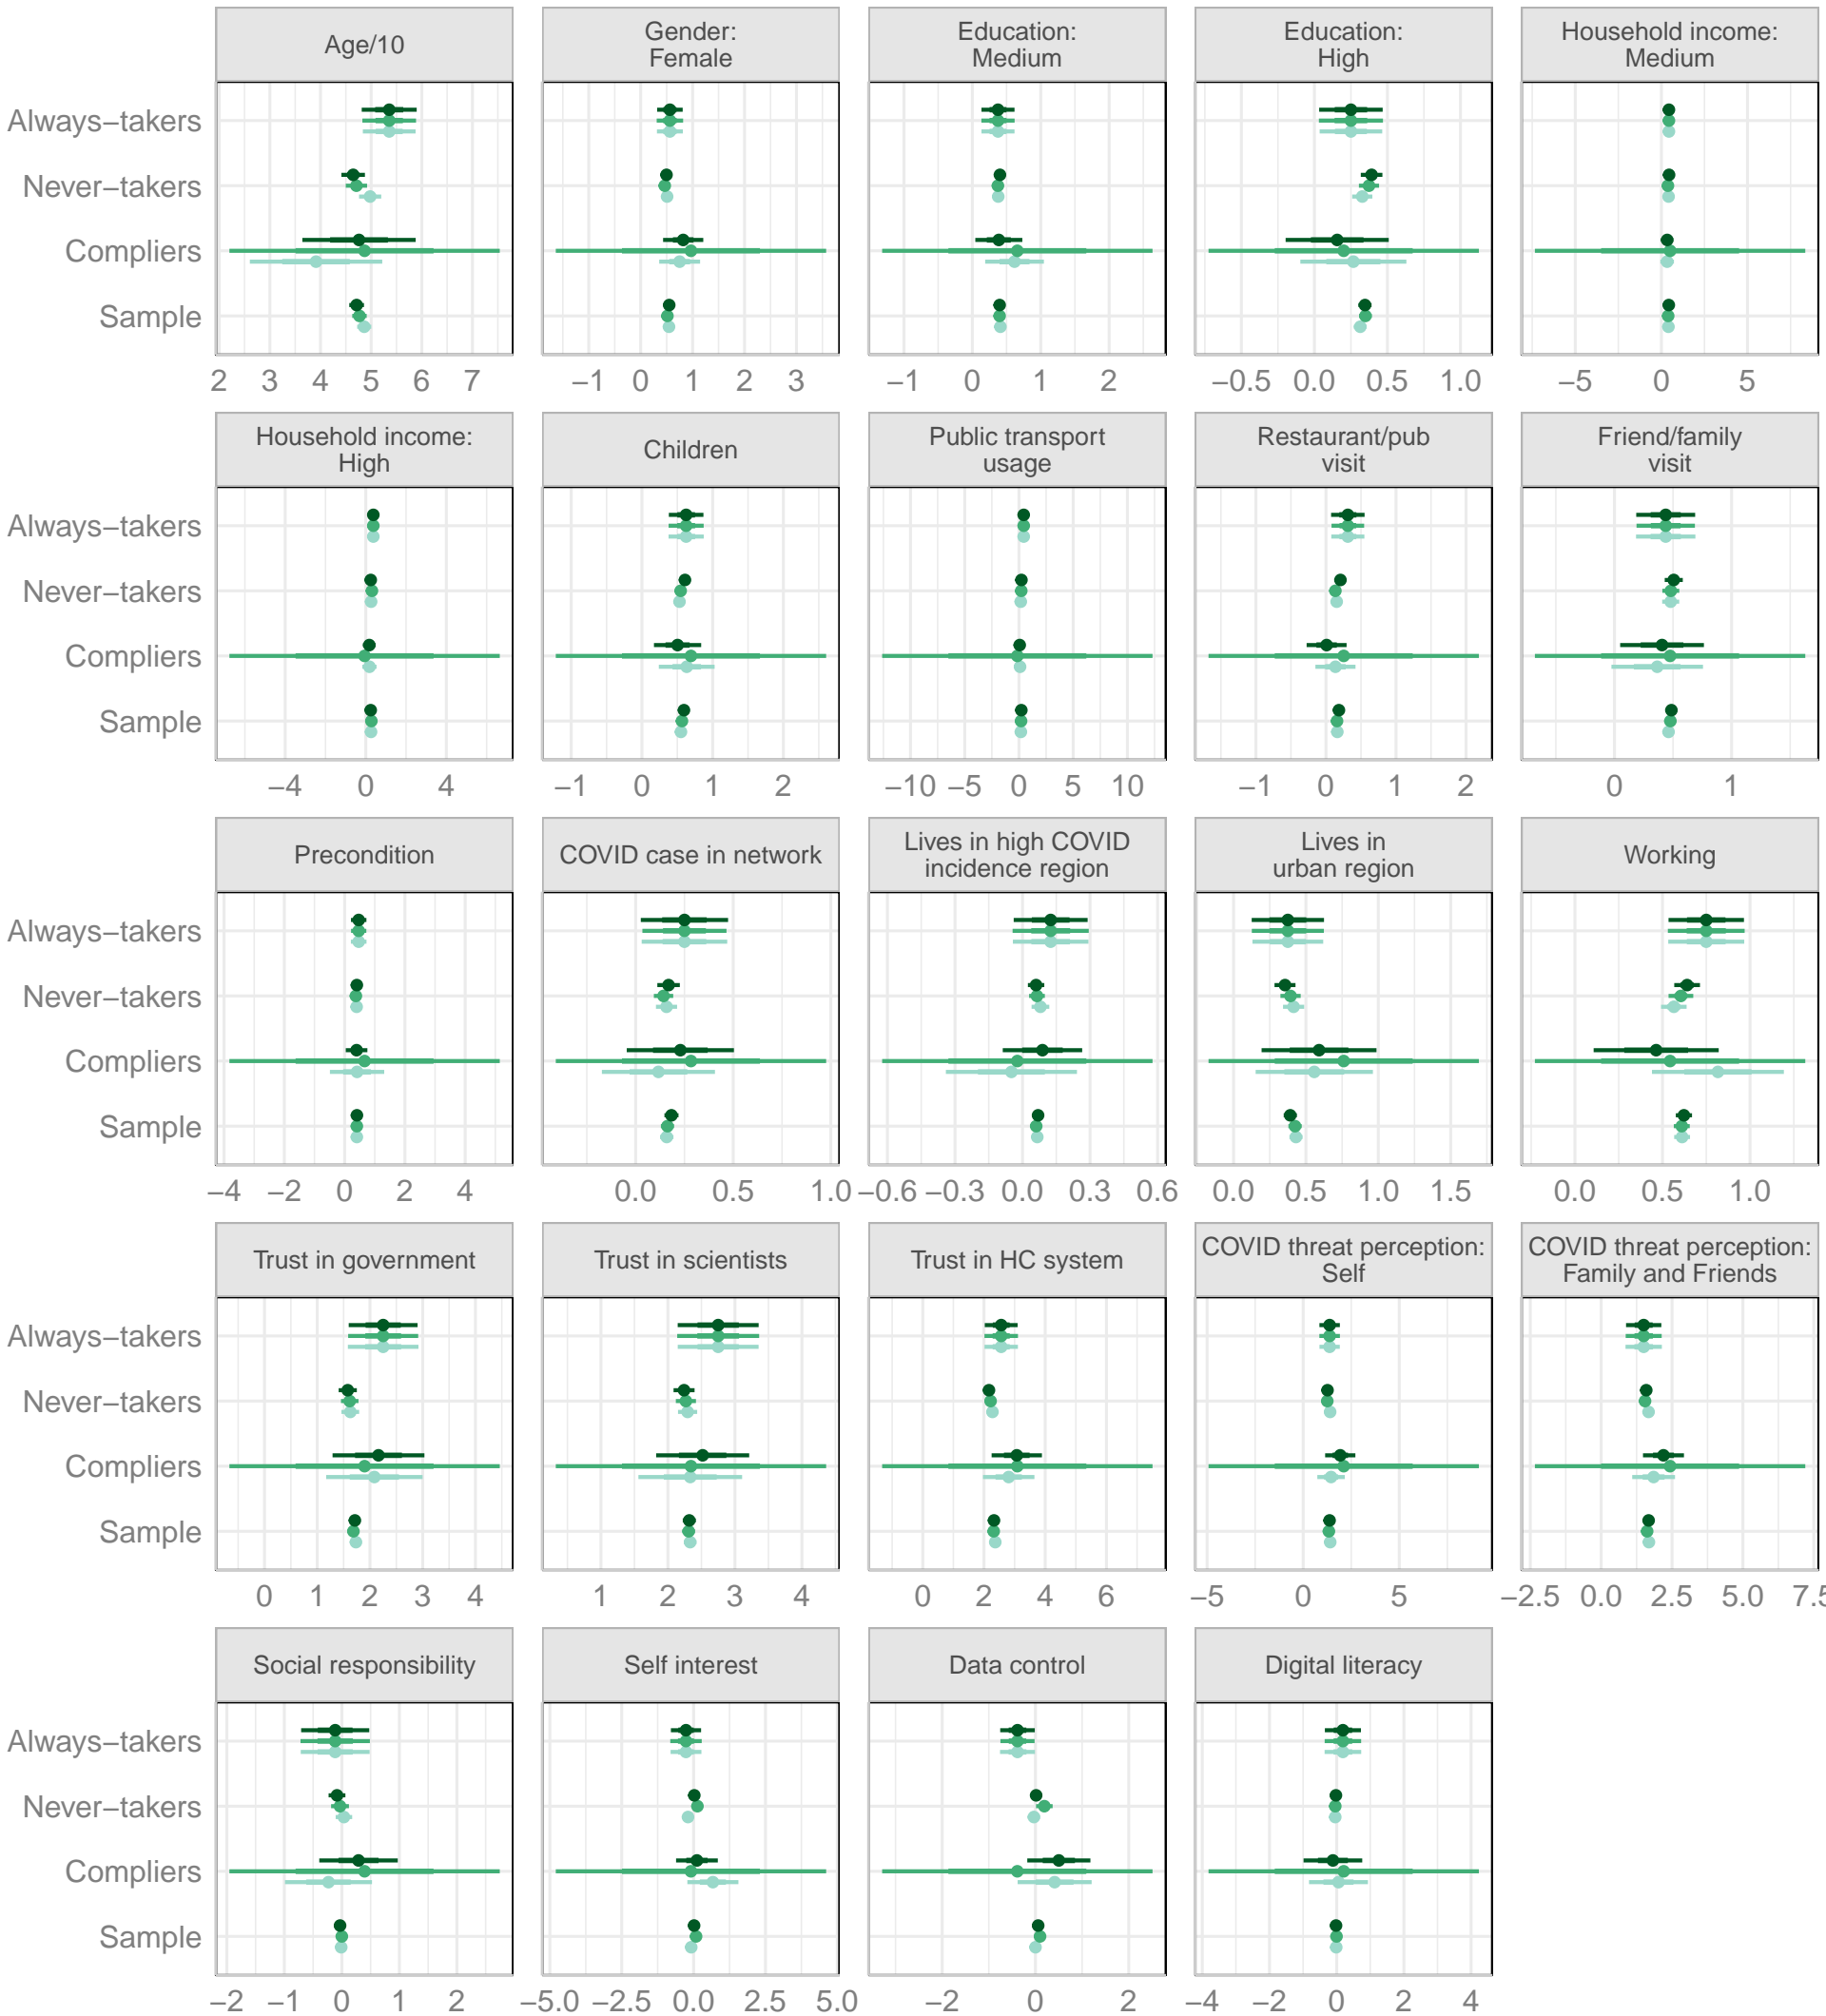 Age/10
Gender:
Female
Education:
Medium
Education:
High
Household income:
Medium
Always−takers
Never−takers
Compliers
Sample
2 3 4 5 6 7
−1 0 1 2 3
−1 0 1 2
−0.5 0.0 0.5 1.0
−5 0 5
Household income:
High
Children
Public transport
usage
Restaurant/pub
visit
Friend/family
visit
Always−takers
Never−takers
Compliers
Sample
−4 0 4
−1 0 1 2
−10 −5 0 5 10
−1 0 1 2
0 1
Precondition
COVID case in network
Lives in high COVID
incidence region
Lives in
urban region
Working
Always−takers
Never−takers
Compliers
Sample
−4 −2 0 2 4
0.0 0.5 1.0
−0.6 −0.3 0.0 0.3 0.6
0.0 0.5 1.0 1.5
0.0 0.5 1.0
Trust in government
Trust in scientists
Trust in HC system
COVID threat perception:
Self
COVID threat perception:
Family and Friends
Always−takers
Never−takers
Compliers
Sample
0 1 2 3 4
1 2 3 4
0 2 4 6
−5 0 5
−2.5 0.0 2.5 5.0 7.5
Social responsibility
Self interest
Data control
Digital literacy
Always−takers
Never−takers
Compliers
Sample
−2 −1 0 1 2
−5.0 −2.5 0.0 2.5 5.0
−2 0 2
−4 −2 0 2 4